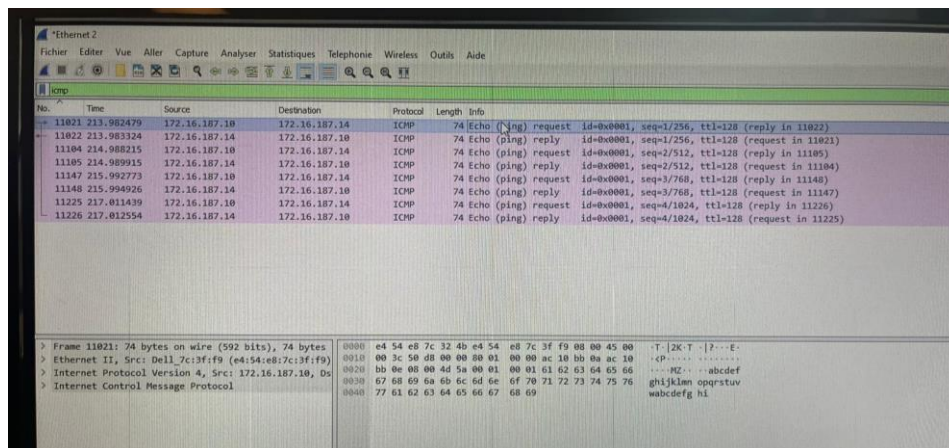 *Ethernet 2
Fichier Editer Vue Aller Capture Analyser Statistiques Telephonie Wireless Outils Aide
icmp
No. Time Source Destination Protocol Length Info
11021 213.982479 172.16.187.10 172.16.187.14 ICMP 74 Echo (ping) request id=0x0001, seq=1/256, ttl=128 (reply in 11022)
11022 213.983324 172.16.187.14 172.16.187.10 ICMP 74 Echo (ping) reply id=0x0001, seq=1/256, ttl=128 (request in 11021)
11104 214.988215 172.16.187.10 172.16.187.14 ICMP 74 Echo (ping) request id=0x0001, seq=2/512, ttl=128 (reply in 11105)
11105 214.989915 172.16.187.14 172.16.187.10 ICMP 74 Echo (ping) reply id=0x0001, seq=2/512, ttl=128 (request in 11104)
11147 215.992773 172.16.187.10 172.16.187.14 ICMP 74 Echo (ping) request id=0x0001, seq=3/768, ttl=128 (reply in 11148)
11148 215.994926 172.16.187.14 172.16.187.10 ICMP 74 Echo (ping) reply id=0x0001, seq=3/768, ttl=128 (request in 11147)
11225 217.011439 172.16.187.10 172.16.187.14 ICMP 74 Echo (ping) request id=0x0001, seq=4/1024, ttl=128 (reply in 11226)
11226 217.012554 172.16.187.14 172.16.187.10 ICMP 74 Echo (ping) reply id=0x0001, seq=4/1024, ttl=128 (request in 11225)
> Frame 11021: 74 bytes on wire (592 bits), 74 bytes
> Ethernet II, Src: Dell_7c:3f:f9 (e4:54:e8:7c:3f:f9)
> Internet Protocol Version 4, Src: 172.16.187.10, Ds
> Internet Control Message Protocol
0000 e4 54 e8 7c 32 4b e4 54 e8 7c 3f f9 08 00 45 00 ·T·|2K·T ·|?···E·
0010 00 3c 50 d8 00 00 80 01 00 00 ac 10 bb 0a ac 10 ·<P····· ········
0020 bb 0e 08 00 4d 5a 00 01 00 01 61 62 63 64 65 66 ····MZ·· ··abcdef
0030 67 68 69 6a 6b 6c 6d 6e 6f 70 71 72 73 74 75 76 ghijklmn opqrstuv
0040 77 61 62 63 64 65 66 67 68 69 wabcdefg hi